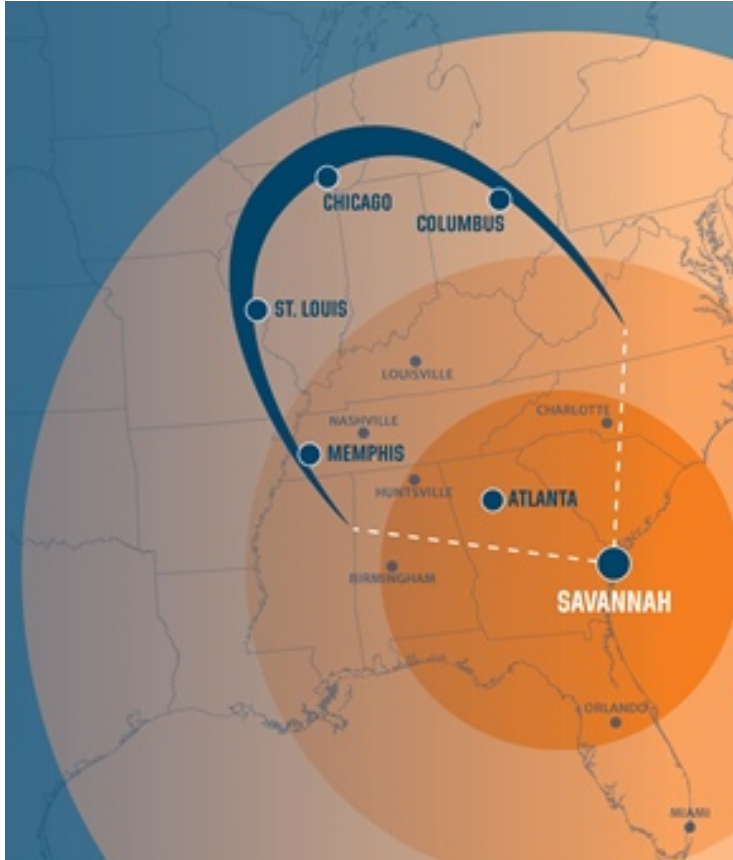 CHICAGO
COLUMBUS
ST. LOUIS
LOUISVILLE
CHARLOTTE
NASHVILLE
MEMPHIS
HUNTSVILLE
ATLANTA
BIRMINGHAM
SAVANNAH
ORLANDO
MIAMI